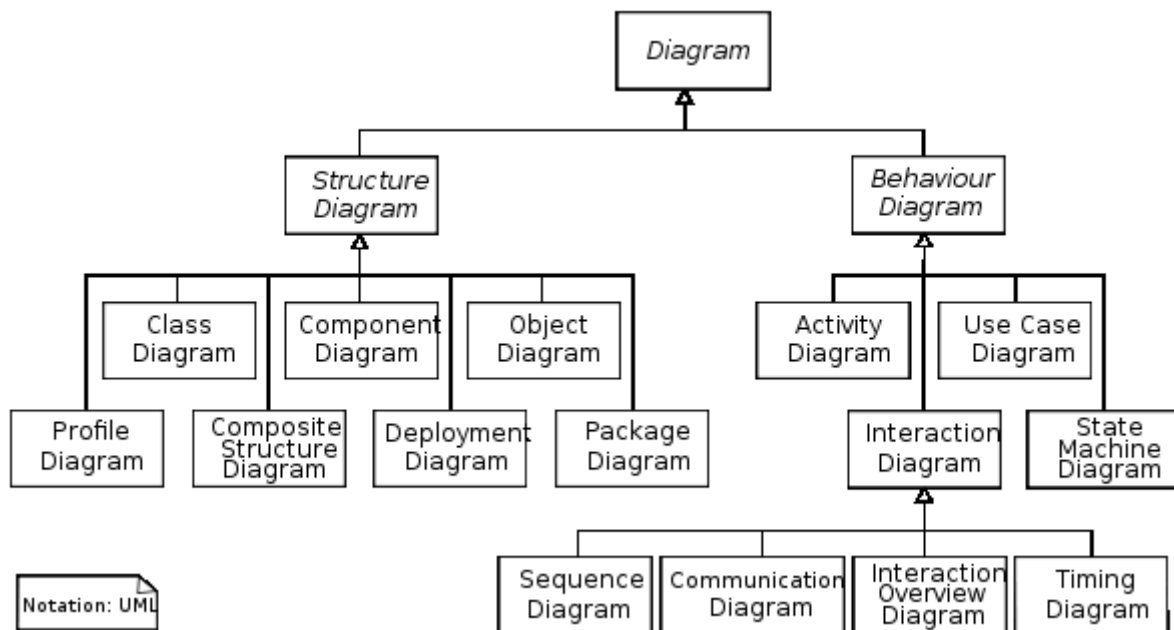 Diagram
Structure
Diagram
Behaviour
Diagram
Class
Diagram
Component
Diagram
Object
Diagram
Activity
Diagram
Use Case
Diagram
Profile
Diagram
Composite
Structure
Diagram
Deployment
Diagram
Package
Diagram
Interaction
Diagram
State
Machine
Diagram
Sequence
Diagram
Communication
Diagram
Interaction
Overview
Diagram
Timing
Diagram
Notation: UML